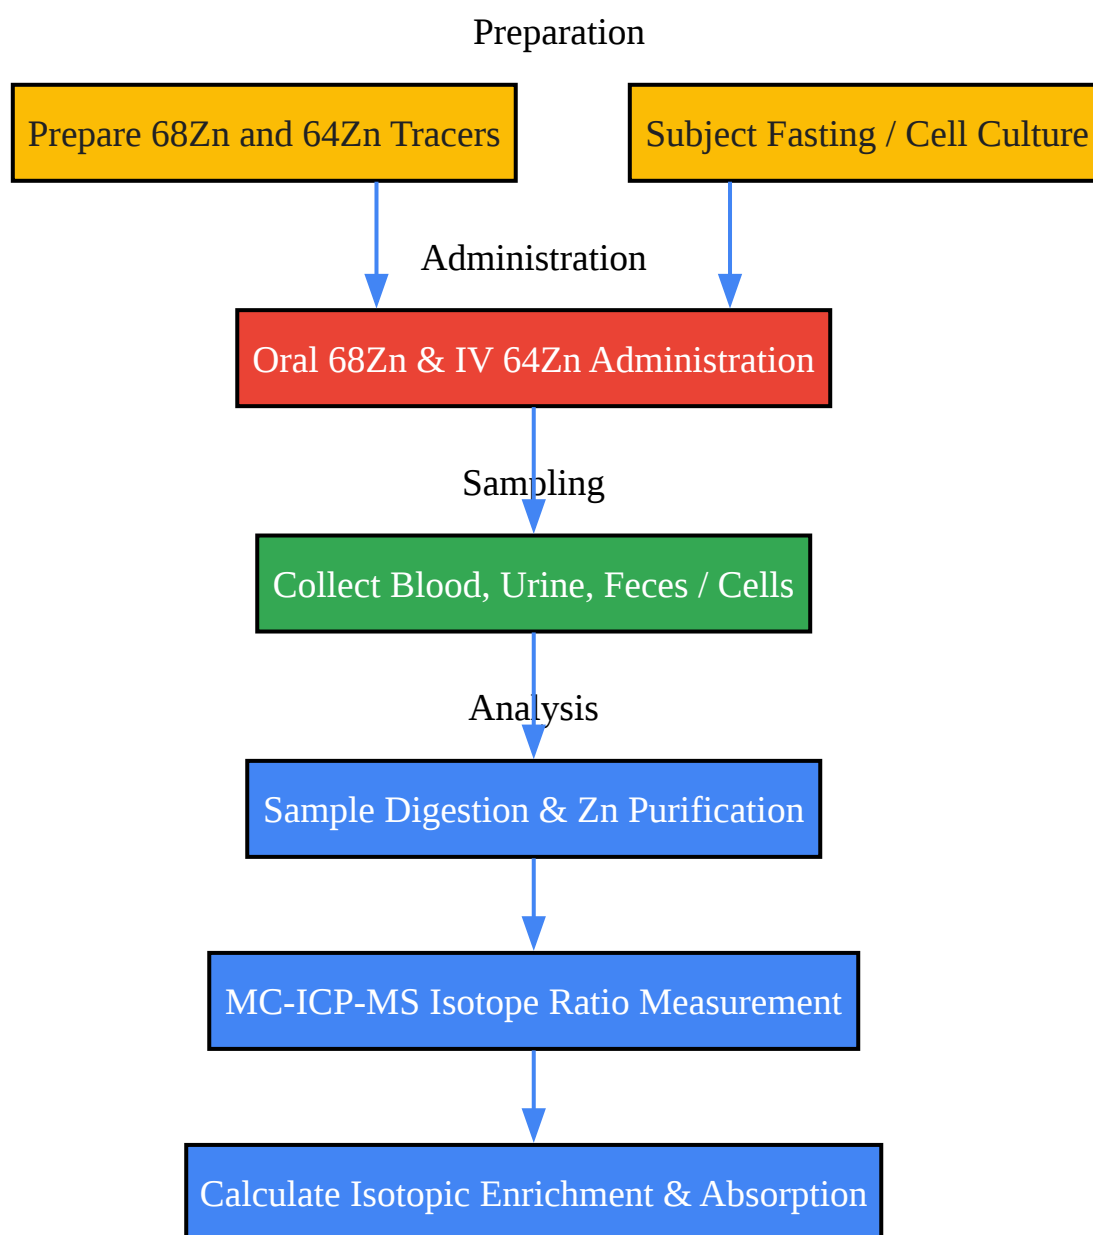 Preparation
Prepare 68Zn and 64Zn Tracers
Subject Fasting / Cell Culture
Administration
Oral 68Zn & IV 64Zn Administration
Sampling
Collect Blood, Urine, Feces / Cells
Analysis
Sample Digestion & Zn Purification
MC-ICP-MS Isotope Ratio Measurement
Calculate Isotopic Enrichment & Absorption